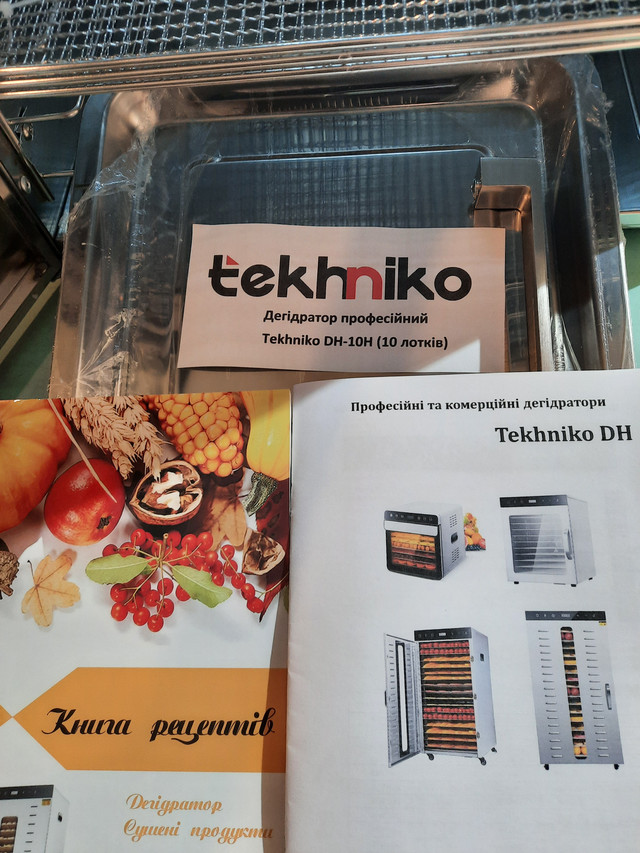 tekhniko
Дегідратор професійний
Tekhniko DH-10H (10 лотків)
Професійні та комерційні дегідратори
Tekhniko DH
Книга рецептів
Дегідратор
Сушені продукти